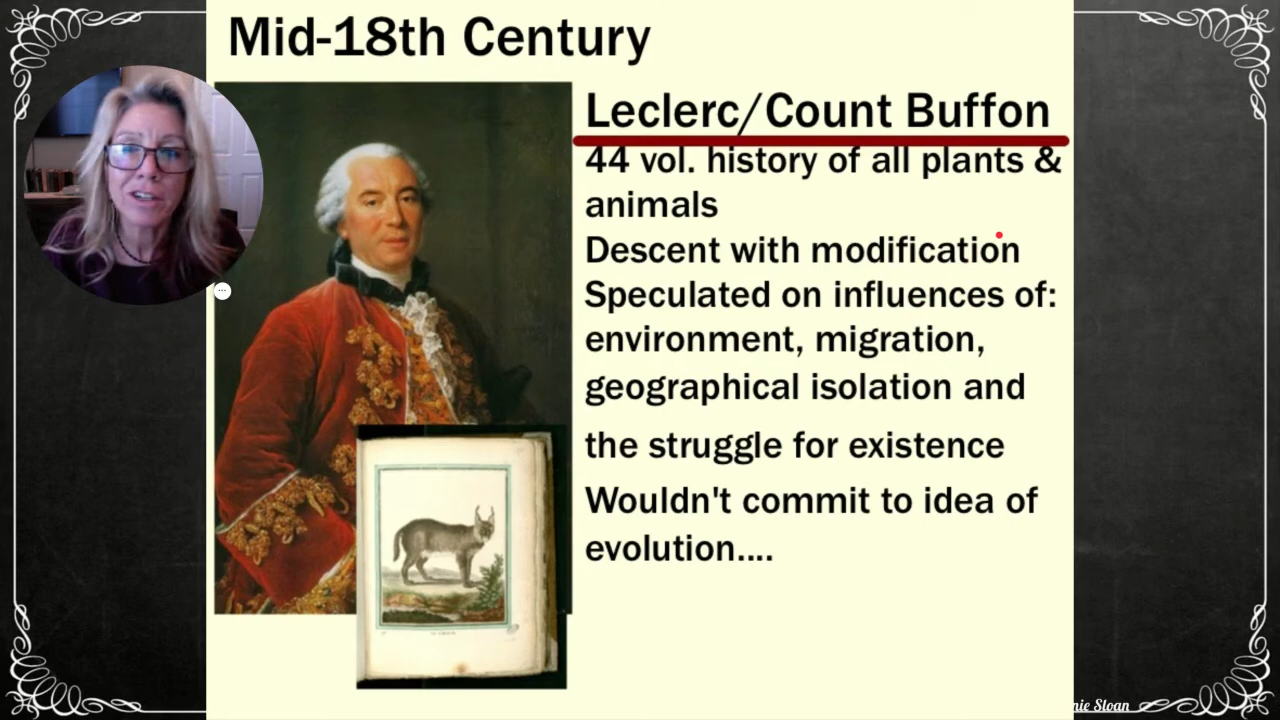 Mid-18th Century
Leclerc/Count Buffon
44 vol. history of all plants &
animals
Descent with modification
Speculated on influences of:
environment, migration,
geographical isolation and
the struggle for existence
Wouldn't commit to idea of
evolution....
Sloan